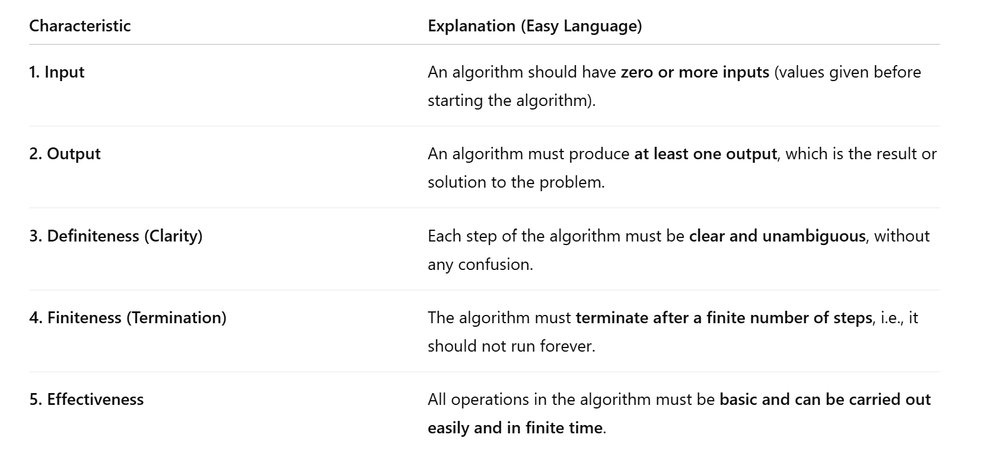 Characteristic
Explanation (Easy Language)
1. Input
An algorithm should have zero or more inputs (values given before
starting the algorithm).
2. Output
An algorithm must produce at least one output, which is the result or
solution to the problem.
3. Definiteness (Clarity)
Each step of the algorithm must be clear and unambiguous, without
any confusion.
4. Finiteness (Termination)
The algorithm must terminate after a finite number of steps, i.e., it
should not run forever.
5. Effectiveness
All operations in the algorithm must be basic and can be carried out
easily and in finite time.